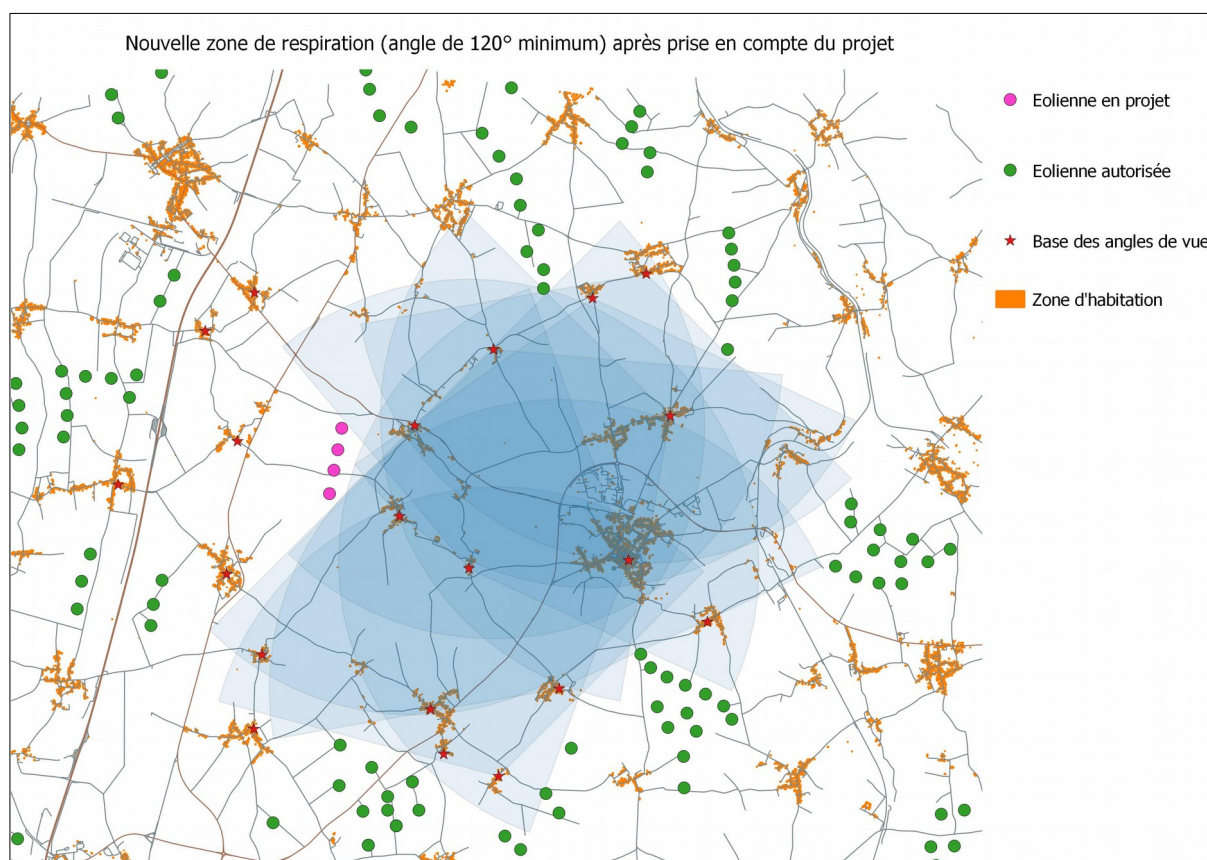 Nouvelle zone de respiration (angle de 120° minimum) après prise en compte du projet
Eolienne en projet
Eolienne autorisée
Base des angles de vue
Zone d'habitation